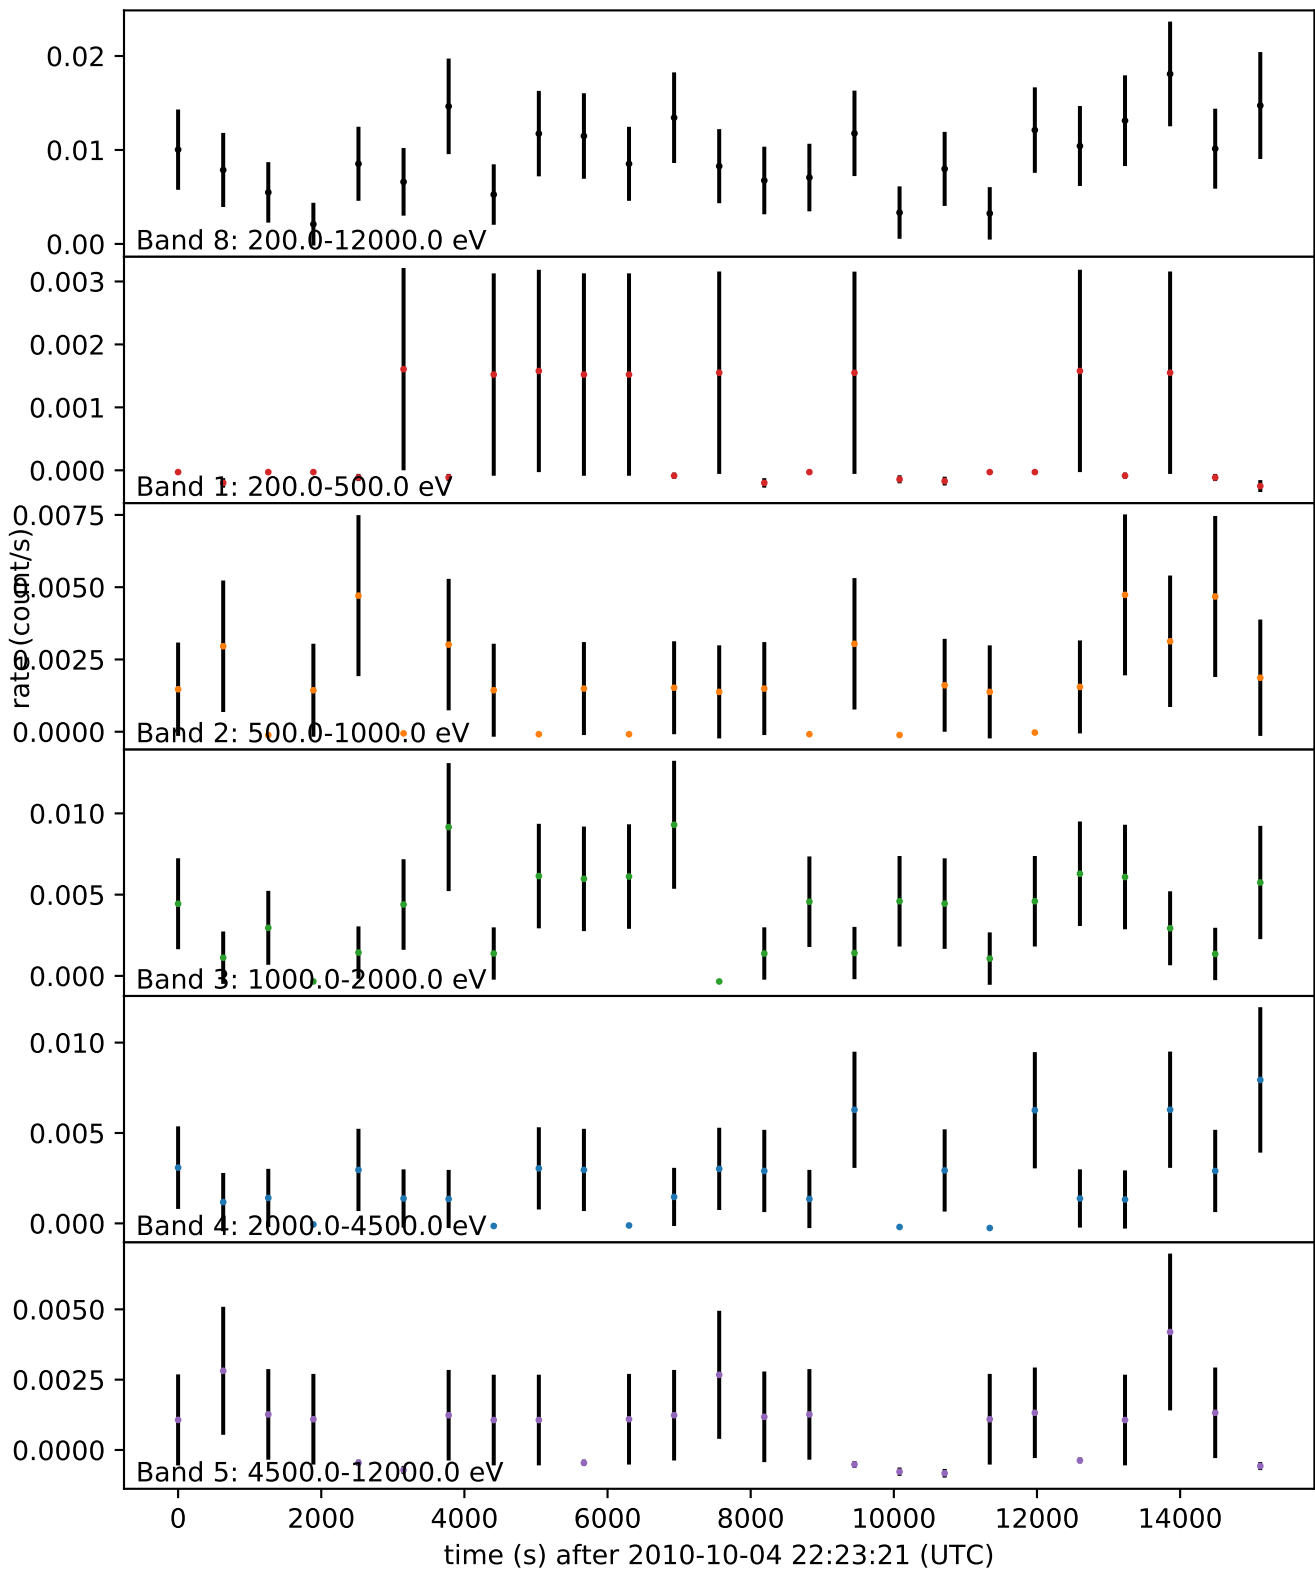 0.02
0.01
0.00
Band 8: 200.0-12000.0 eV
0.003
0.002
0.001
0.000
Band 1: 200.0-500.0 eV
rate (count/s)
0.0075
0.0050
0.0025
0.0000
Band 2: 500.0-1000.0 eV
0.010
0.005
0.000
Band 3: 1000.0-2000.0 eV
0.010
0.005
0.000
Band 4: 2000.0-4500.0 eV
0.0050
0.0025
0.0000
Band 5: 4500.0-12000.0 eV
0 2000 4000 6000 8000 10000 12000 14000
time (s) after 2010-10-04 22:23:21 (UTC)